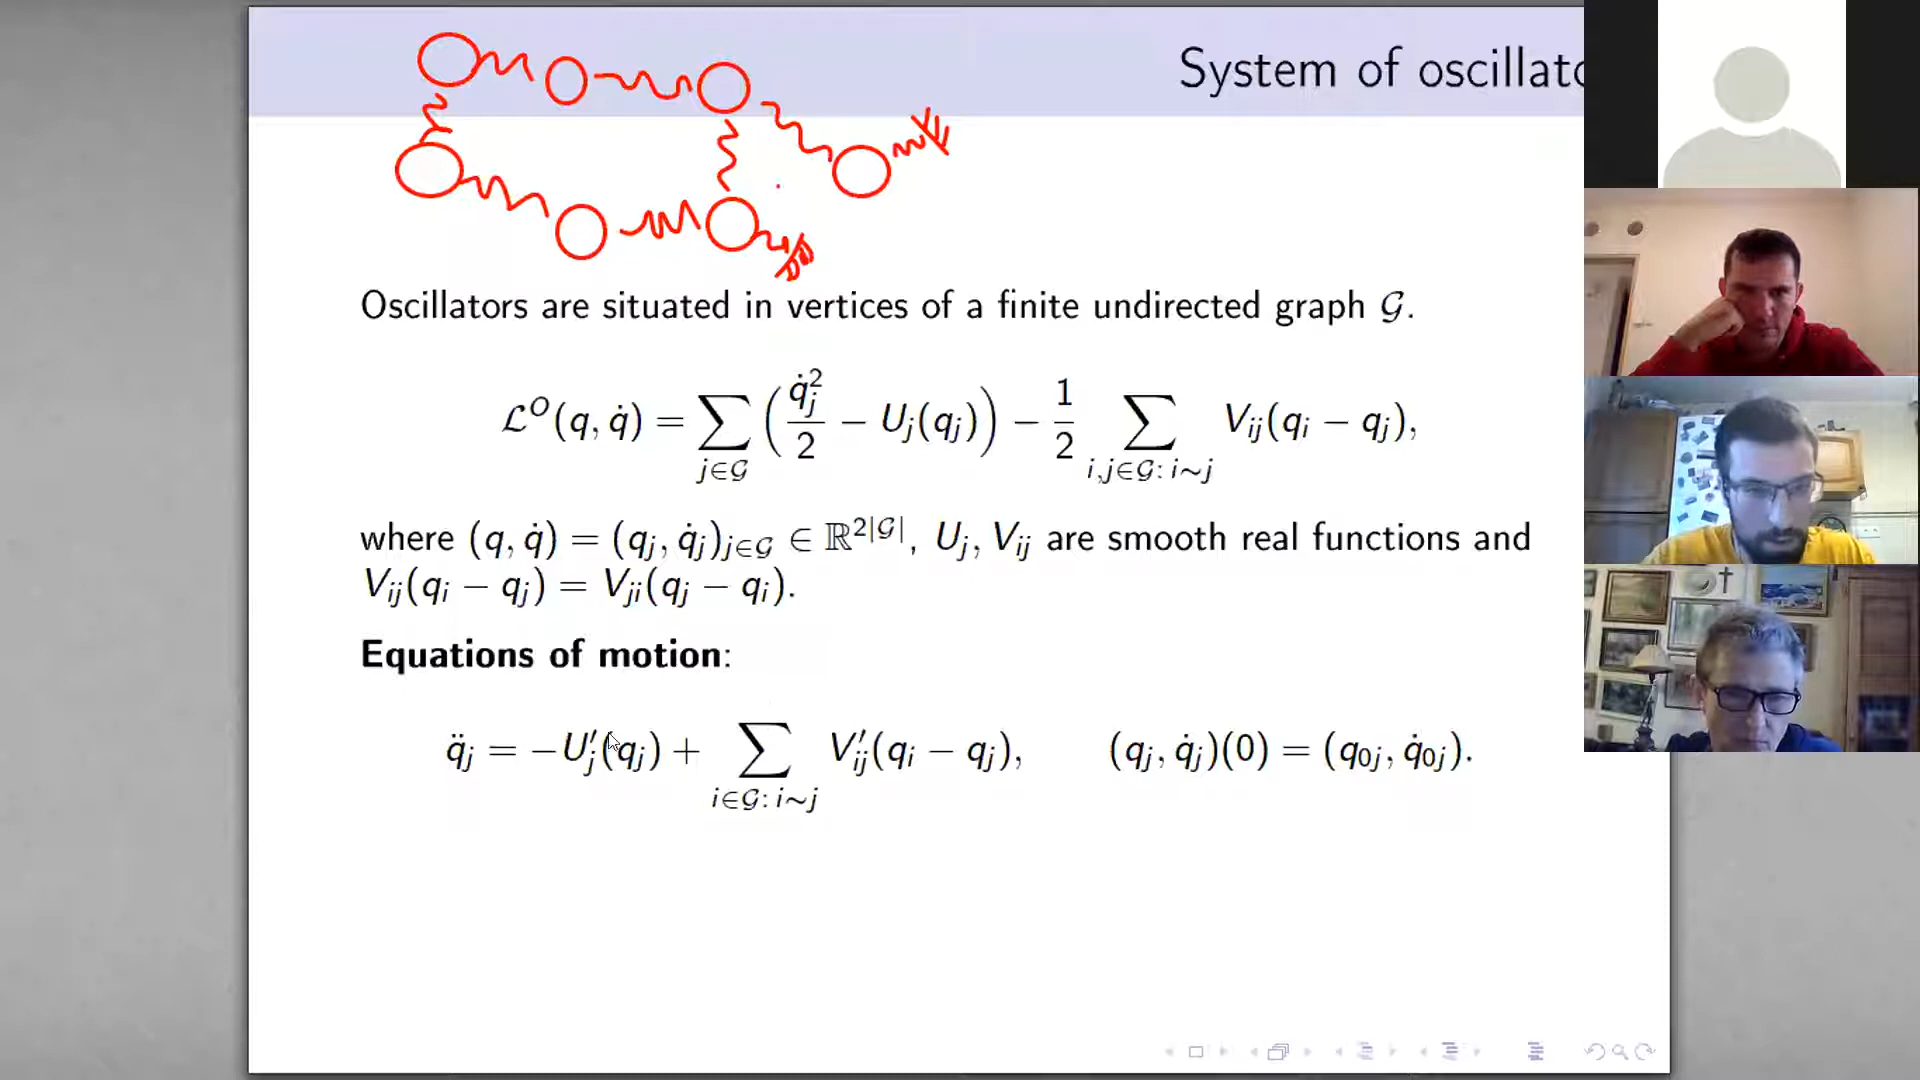 System of oscillato
Oscillators are situated in vertices of a finite undirected graph 𝒢.
ℒᴼ(q, q̇) = ∑_{j∈𝒢} (q̇_j²/2 − U_j(q_j)) − 1/2 ∑_{i,j∈𝒢: i∼j} V_{ij}(q_i − q_j),
where (q, q̇) = (q_j, q̇_j)_{j∈𝒢} ∈ ℝ^{2|𝒢|}, U_j, V_{ij} are smooth real functions and
V_{ij}(q_i − q_j) = V_{ji}(q_j − q_i).
Equations of motion:
q̈_j = −U′_j(q_j) + ∑_{i∈𝒢: i∼j} V′_{ij}(q_i − q_j), (q_j, q̇_j)(0) = (q_{0j}, q̇_{0j}).